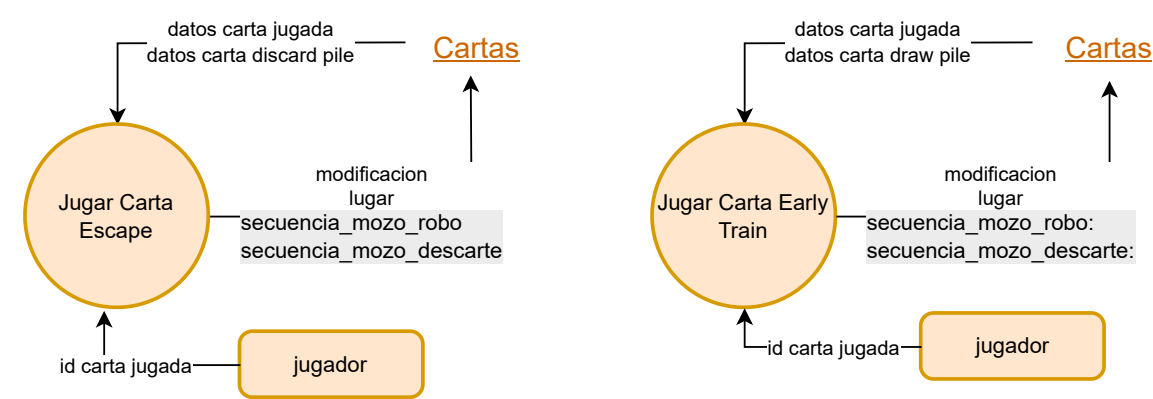 datos carta jugada
datos carta discard pile
Cartas
Jugar Carta
Escape
modificacion
lugar
secuencia_mozo_robo
secuencia_mozo_descarte
id carta jugada
jugador
datos carta jugada
datos carta draw pile
Cartas
Jugar Carta Early
Train
modificacion
lugar
secuencia_mozo_robo:
secuencia_mozo_descarte:
id carta jugada
jugador